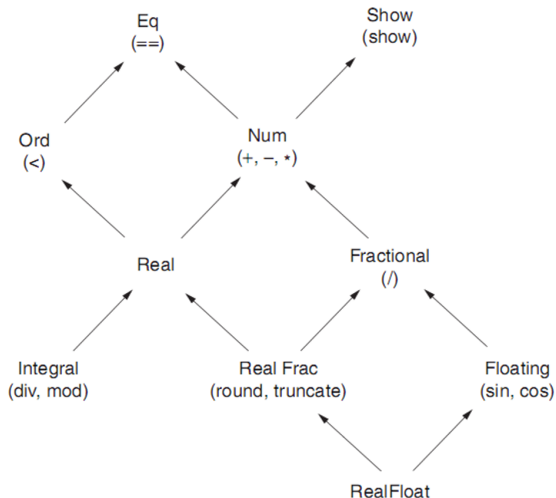 Eq
(==)
Show
(show)
Ord
(<)
Num
(+, –, *)
Real
Fractional
(/)
Integral
(div, mod)
Real Frac
(round, truncate)
Floating
(sin, cos)
RealFloat